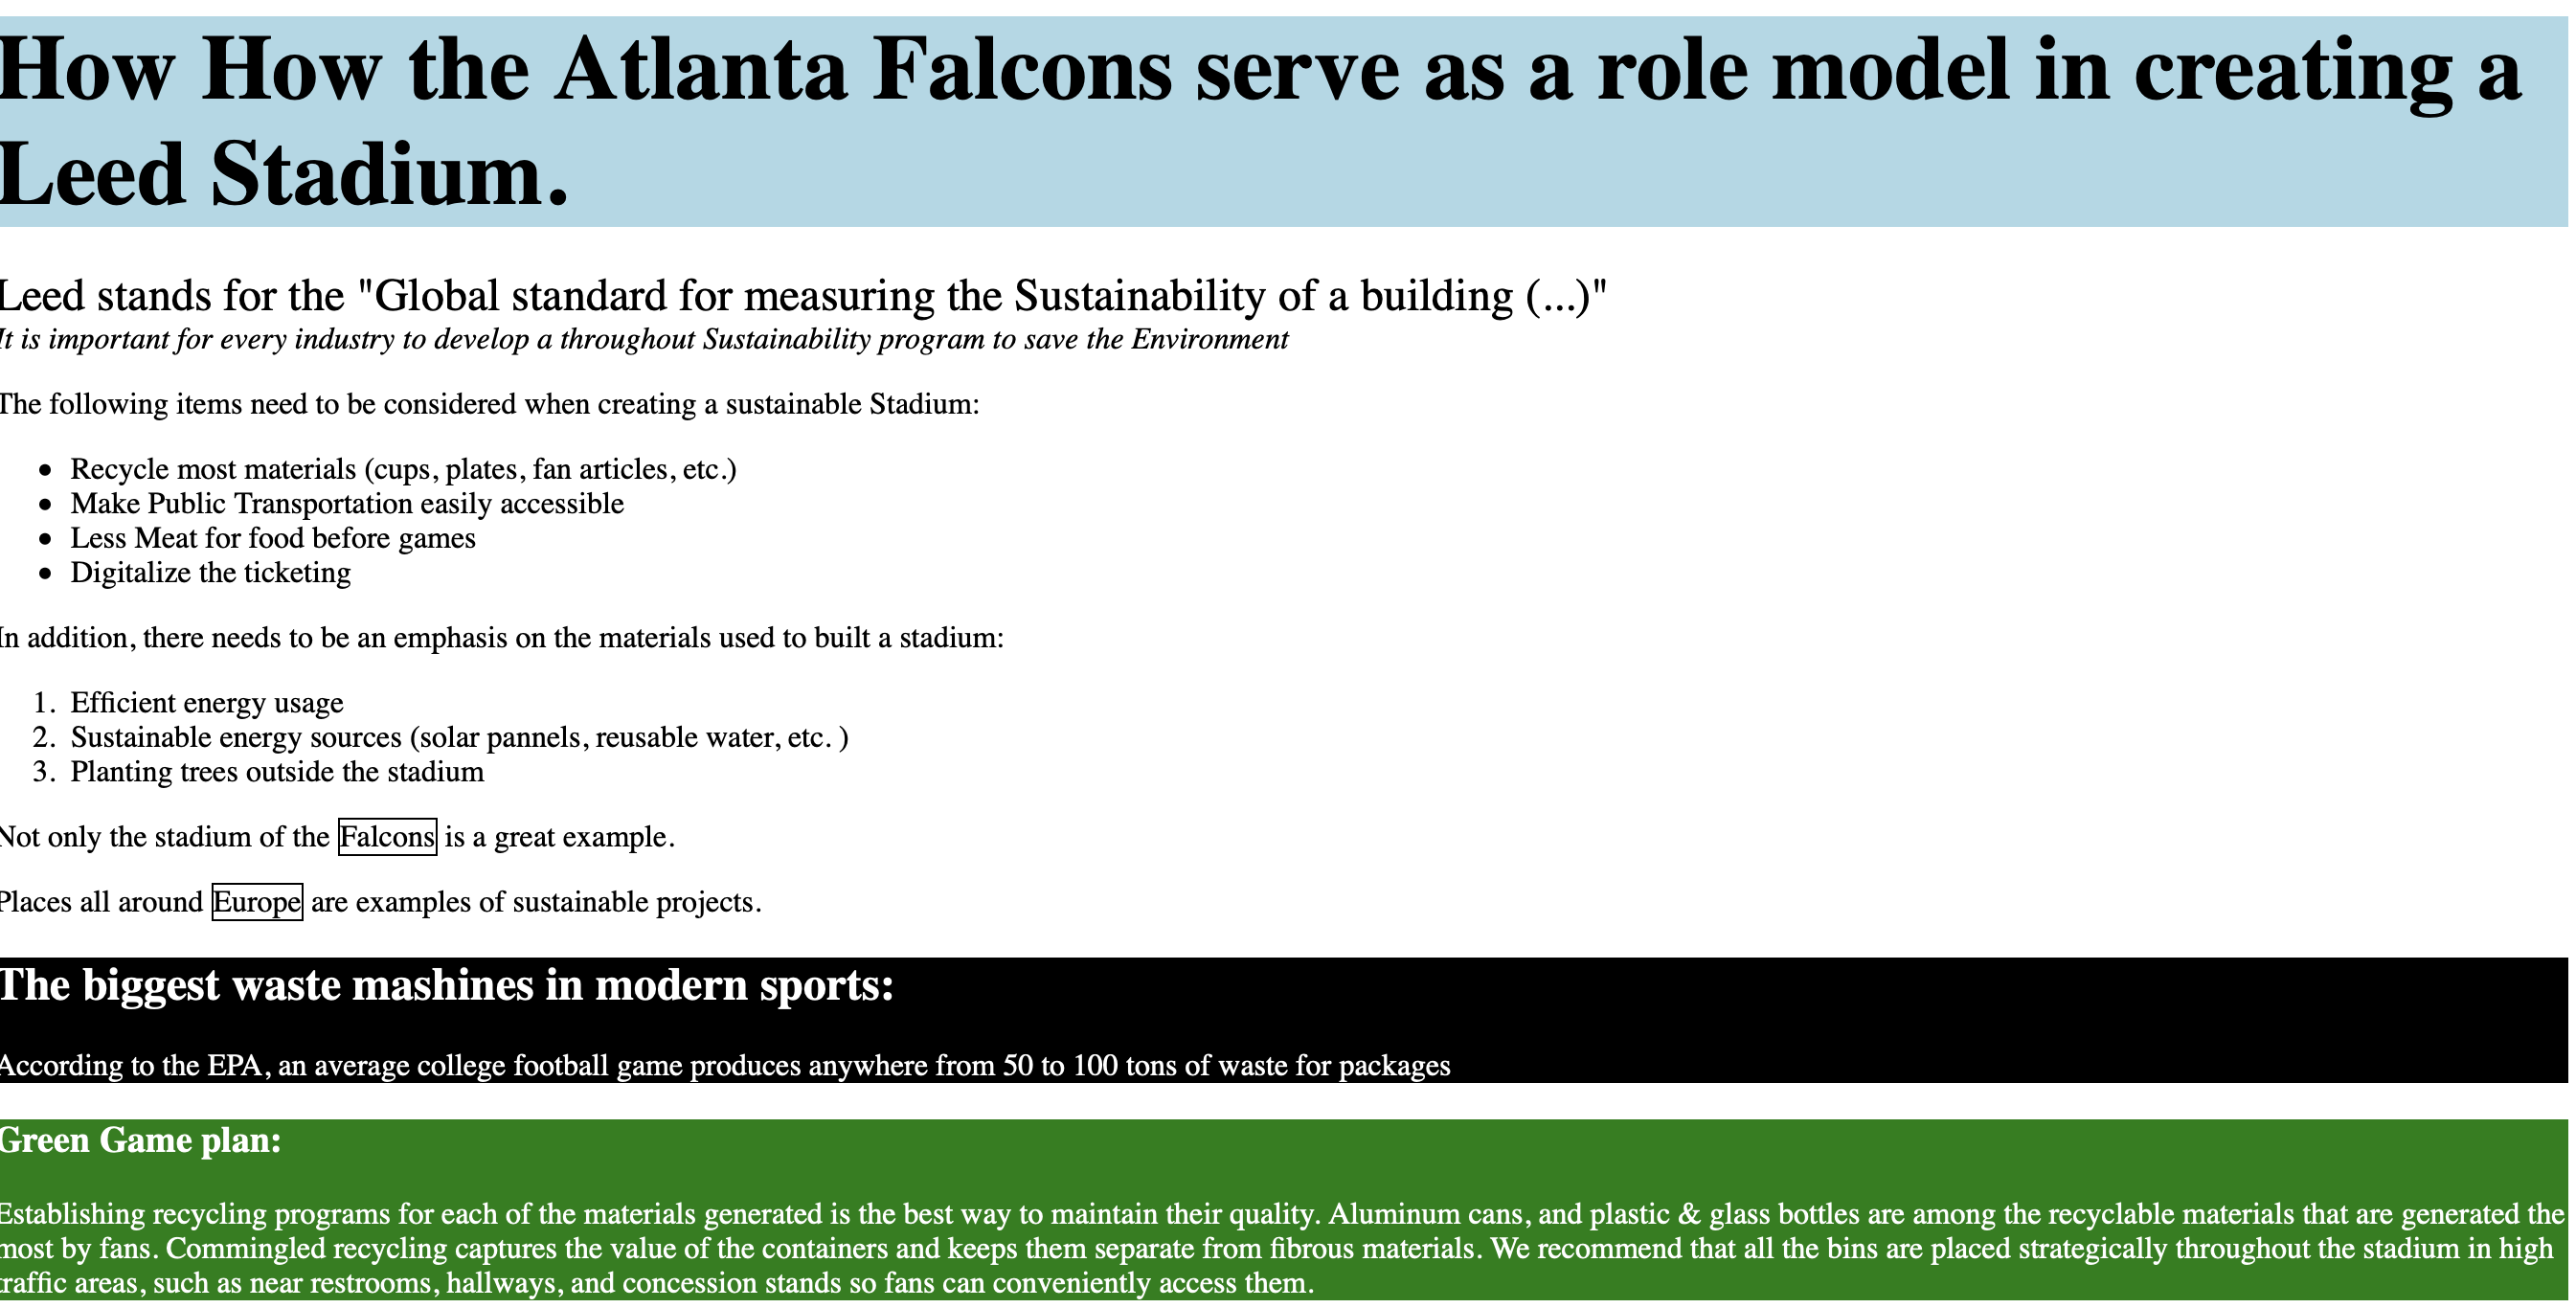 How How the Atlanta Falcons serve as a role model in creating a
Leed Stadium.
Leed stands for the "Global standard for measuring the Sustainability of a building (...)"
It is important for every industry to develop a throughout Sustainability program to save the Environment
The following items need to be considered when creating a sustainable Stadium:
• Recycle most materials (cups, plates, fan articles, etc.)
• Make Public Transportation easily accessible
• Less Meat for food before games
• Digitalize the ticketing
In addition, there needs to be an emphasis on the materials used to built a stadium:
1. Efficient energy usage
2. Sustainable energy sources (solar pannels, reusable water, etc. )
3. Planting trees outside the stadium
Not only the stadium of the Falcons is a great example.
Places all around Europe are examples of sustainable projects.
The biggest waste mashines in modern sports:
According to the EPA, an average college football game produces anywhere from 50 to 100 tons of waste for packages
Green Game plan:
Establishing recycling programs for each of the materials generated is the best way to maintain their quality. Aluminum cans, and plastic & glass bottles are among the recyclable materials that are generated the
most by fans. Commingled recycling captures the value of the containers and keeps them separate from fibrous materials. We recommend that all the bins are placed strategically throughout the stadium in high
traffic areas, such as near restrooms, hallways, and concession stands so fans can conveniently access them.